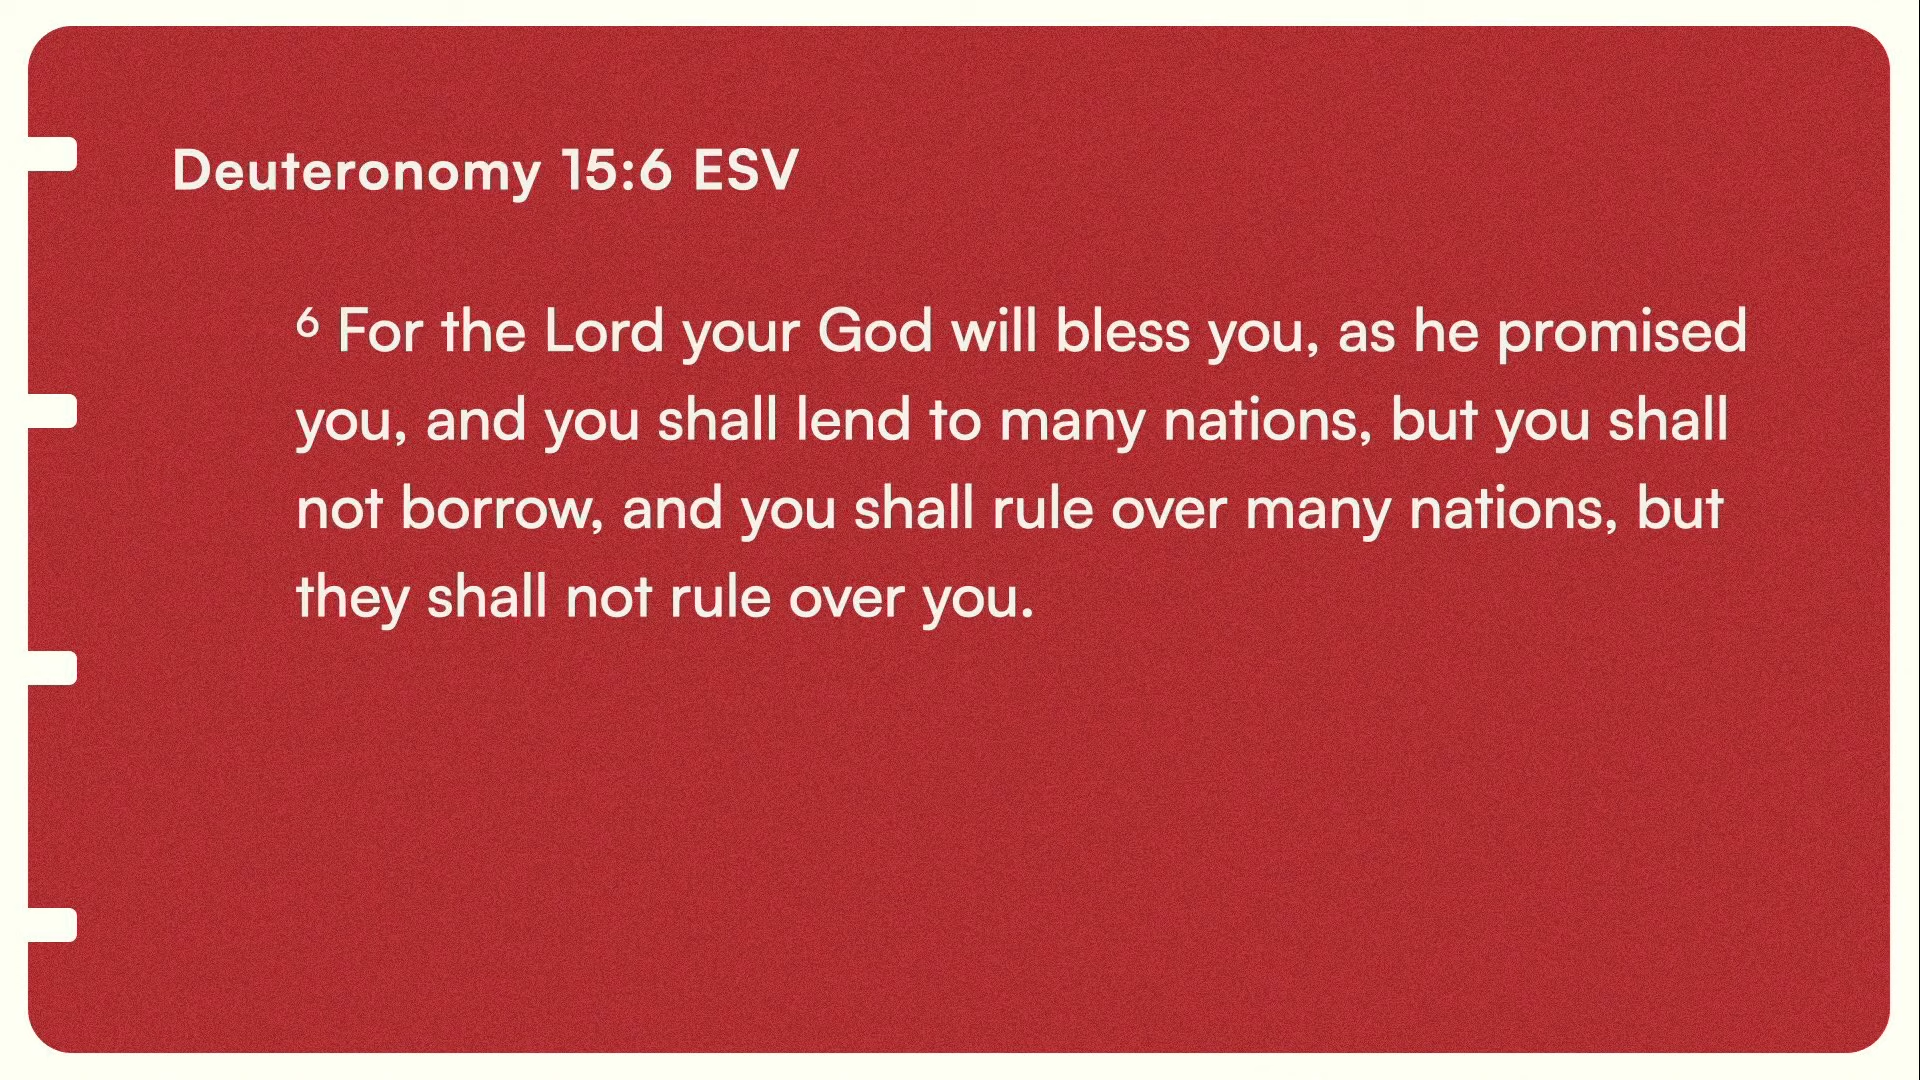 Deuteronomy 15:6 ESV
⁶ For the Lord your God will bless you, as he promised
you, and you shall lend to many nations, but you shall
not borrow, and you shall rule over many nations, but
they shall not rule over you.